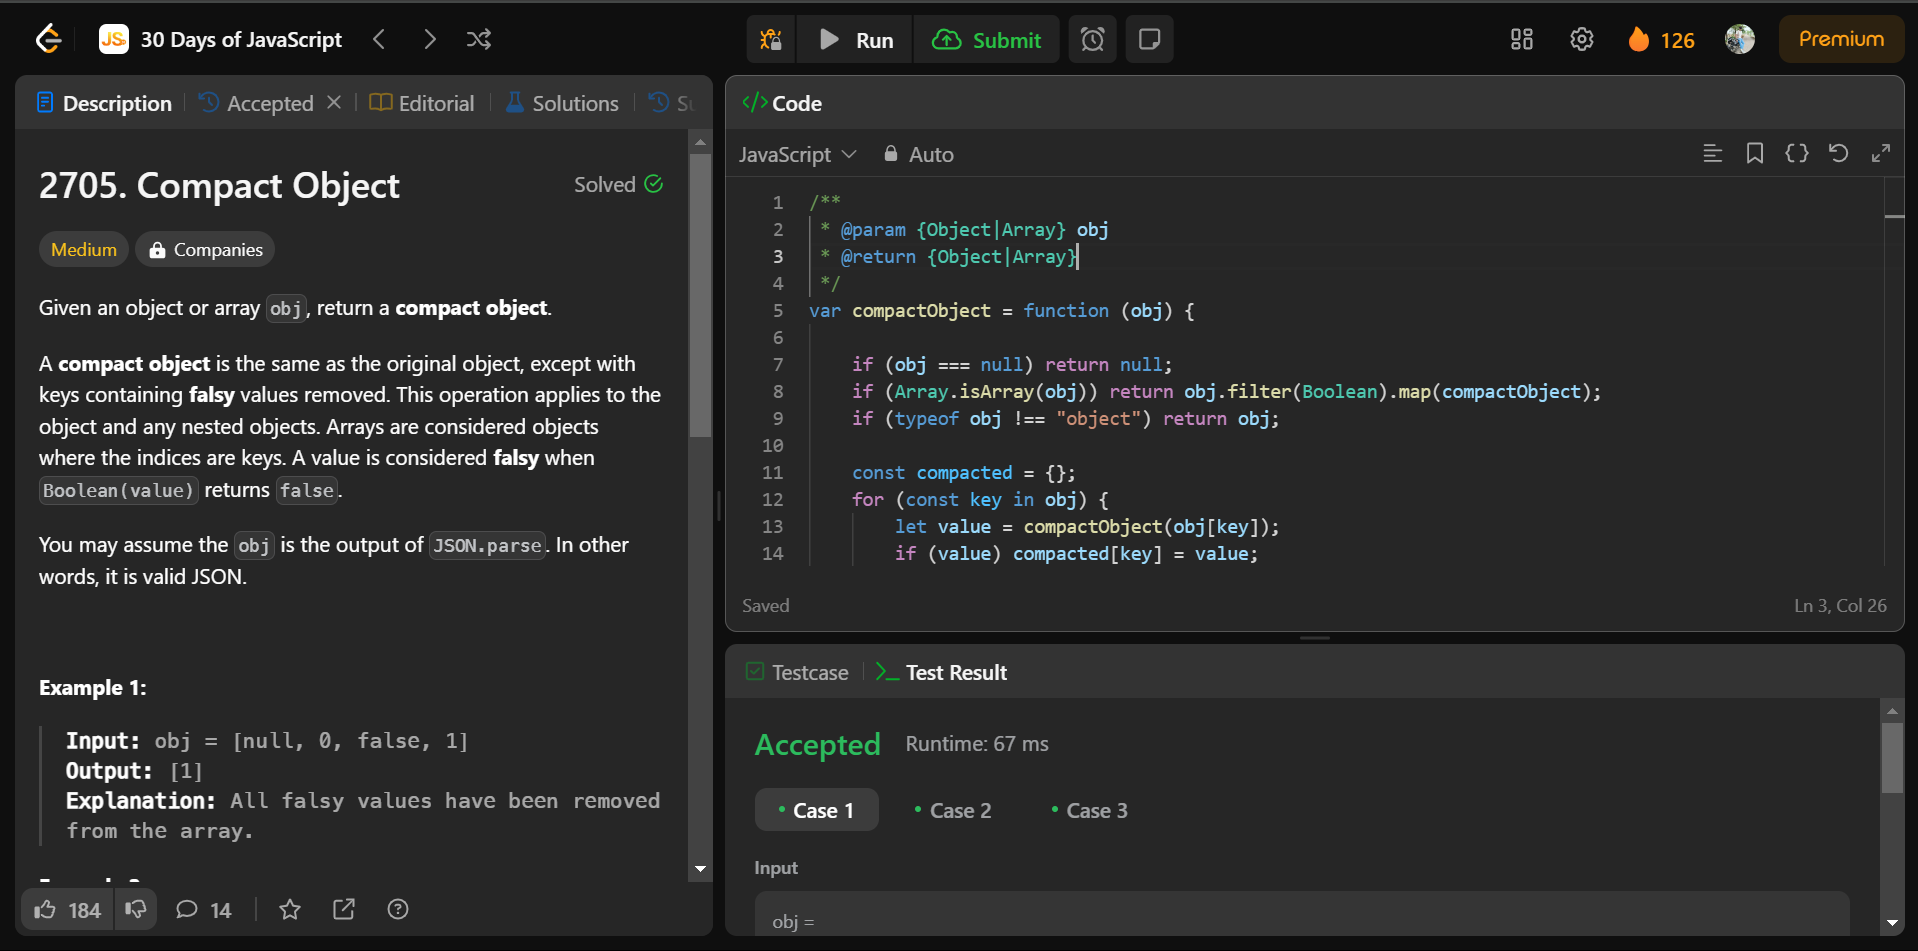 JS 30 Days of JavaScript
Run
Submit
126
Premium
Description
Accepted
Editorial
Solutions
Su
2705. Compact Object
Solved
Medium
Companies
Given an object or array obj, return a compact object.
A compact object is the same as the original object, except with
keys containing falsy values removed. This operation applies to the
object and any nested objects. Arrays are considered objects
where the indices are keys. A value is considered falsy when
Boolean(value) returns false.
You may assume the obj is the output of JSON.parse. In other
words, it is valid JSON.
Example 1:
Input: obj = [null, 0, false, 1]
Output: [1]
Explanation: All falsy values have been removed
from the array.
184
14
</> Code
JavaScript
Auto
1 /**
2 * @param {Object|Array} obj
3 * @return {Object|Array}
4 */
5 var compactObject = function (obj) {
6
7 if (obj === null) return null;
8 if (Array.isArray(obj)) return obj.filter(Boolean).map(compactObject);
9 if (typeof obj !== "object") return obj;
10
11 const compacted = {};
12 for (const key in obj) {
13 let value = compactObject(obj[key]);
14 if (value) compacted[key] = value;
Saved
Ln 3, Col 26
Testcase
Test Result
Accepted
Runtime: 67 ms
Case 1
Case 2
Case 3
Input
obj =